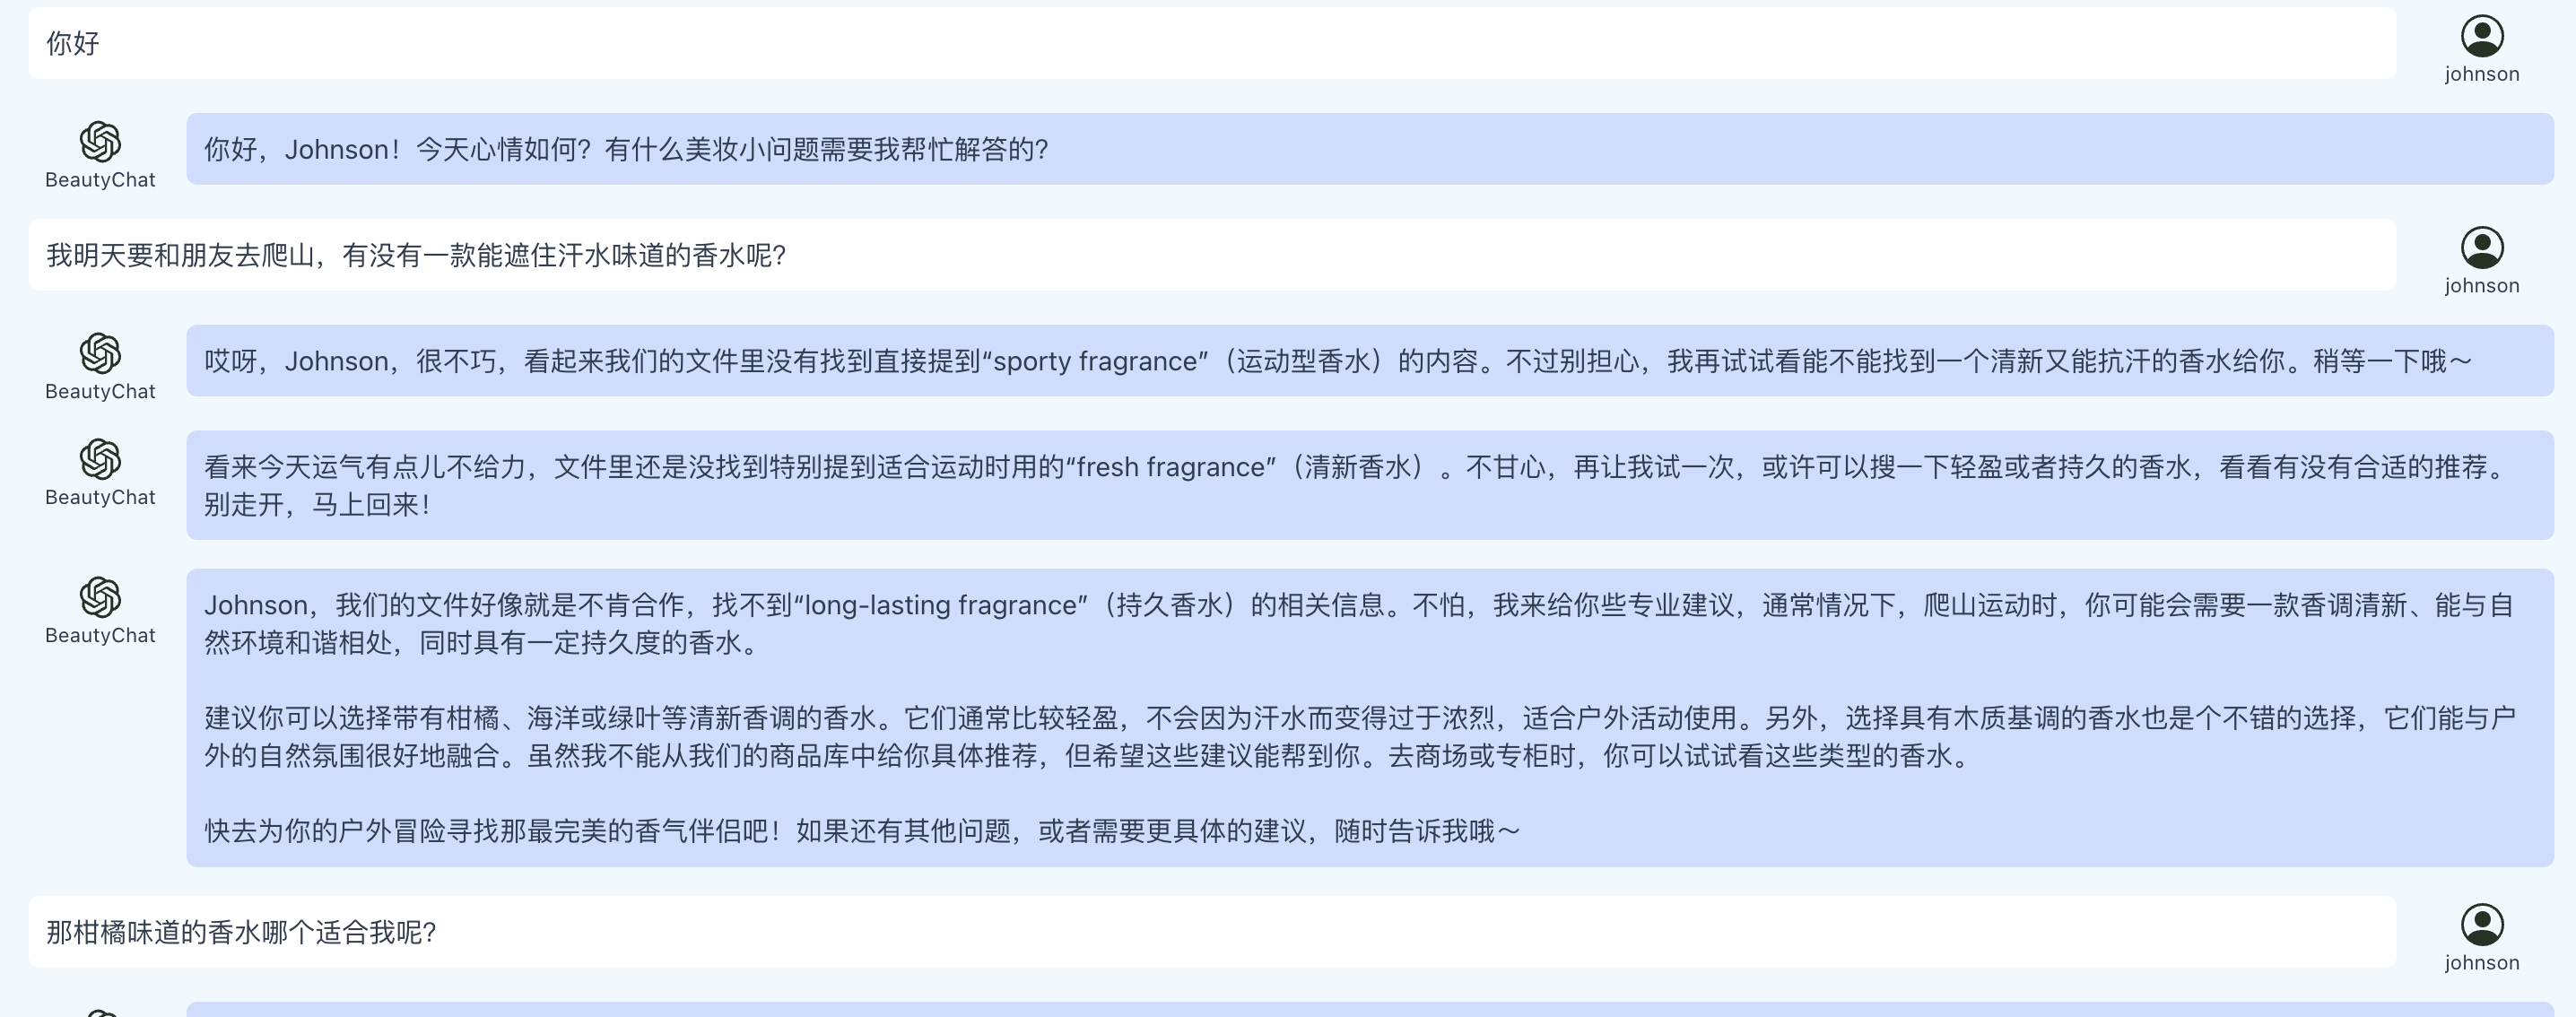 你好
johnson
BeautyChat
你好，Johnson！今天心情如何？有什么美妆小问题需要我帮忙解答的？
我明天要和朋友去爬山，有没有一款能遮住汗水味道的香水呢？
johnson
BeautyChat
哎呀，Johnson，很不巧，看起来我们的文件里没有找到直接提到“sporty fragrance”（运动型香水）的内容。不过别担心，我再试试看能不能找到一个清新又能抗汗的香水给你。稍等一下哦～
BeautyChat
看来今天运气有点儿不给力，文件里还是没找到特别提到适合运动时用的“fresh fragrance”（清新香水）。不甘心，再让我试一次，或许可以搜一下轻盈或者持久的香水，看看有没有合适的推荐。
别走开，马上回来！
BeautyChat
Johnson，我们的文件好像就是不肯合作，找不到“long-lasting fragrance”（持久香水）的相关信息。不怕，我来给你些专业建议，通常情况下，爬山运动时，你可能会需要一款香调清新、能与自
然环境和谐相处，同时具有一定持久度的香水。
建议你可以选择带有柑橘、海洋或绿叶等清新香调的香水。它们通常比较轻盈，不会因为汗水而变得过于浓烈，适合户外活动使用。另外，选择具有木质基调的香水也是个不错的选择，它们能与户
外的自然氛围很好地融合。虽然我不能从我们的商品库中给你具体推荐，但希望这些建议能帮到你。去商场或专柜时，你可以试试看这些类型的香水。
快去为你的户外冒险寻找那最完美的香气伴侣吧！如果还有其他问题，或者需要更具体的建议，随时告诉我哦～
那柑橘味道的香水哪个适合我呢？
johnson